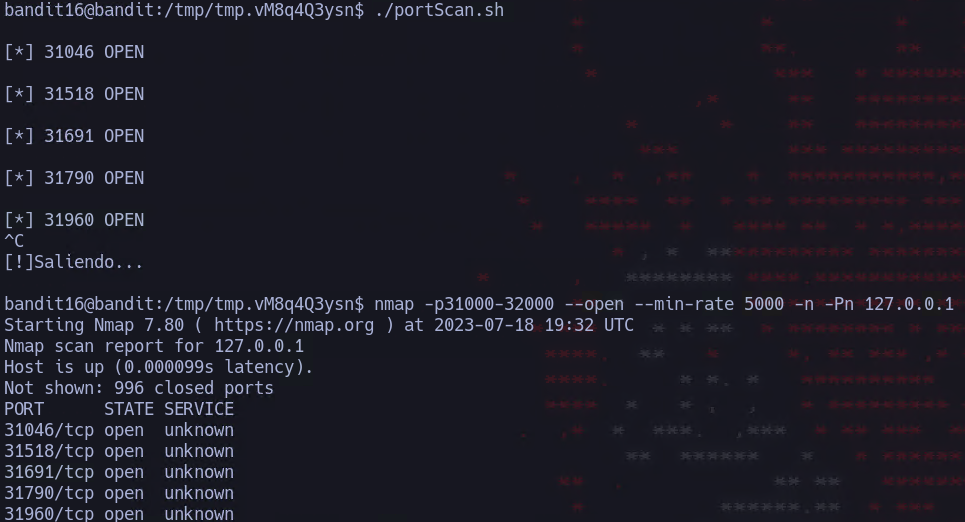 bandit16@bandit:/tmp/tmp.vM8q4Q3ysn$ ./portScan.sh
[*] 31046 OPEN
[*] 31518 OPEN
[*] 31691 OPEN
[*] 31790 OPEN
[*] 31960 OPEN
^C
[!]Saliendo...
bandit16@bandit:/tmp/tmp.vM8q4Q3ysn$ nmap -p31000-32000 --open --min-rate 5000 -n -Pn 127.0.0.1
Starting Nmap 7.80 ( https://nmap.org ) at 2023-07-18 19:32 UTC
Nmap scan report for 127.0.0.1
Host is up (0.000099s latency).
Not shown: 996 closed ports
PORT      STATE SERVICE
31046/tcp open  unknown
31518/tcp open  unknown
31691/tcp open  unknown
31790/tcp open  unknown
31960/tcp open  unknown